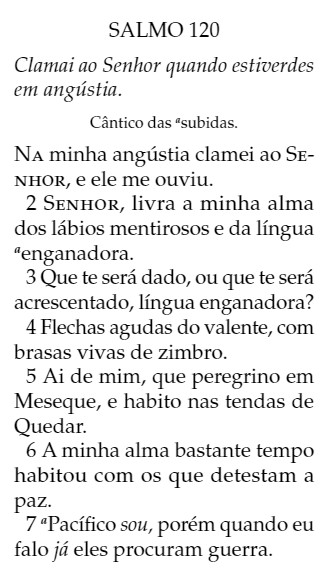 SALMO 120
Clamai ao Senhor quando estiverdes
em angústia.
Cântico das ᵃsubidas.
NA minha angústia clamei ao SE-
NHOR, e ele me ouviu.
2 SENHOR, livra a minha alma
dos lábios mentirosos e da língua
ᵃenganadora.
3 Que te será dado, ou que te será
acrescentado, língua enganadora?
4 Flechas agudas do valente, com
brasas vivas de zimbro.
5 Ai de mim, que peregrino em
Meseque, e habito nas tendas de
Quedar.
6 A minha alma bastante tempo
habitou com os que detestam a
paz.
7 ᵃPacífico sou, porém quando eu
falo já eles procuram guerra.